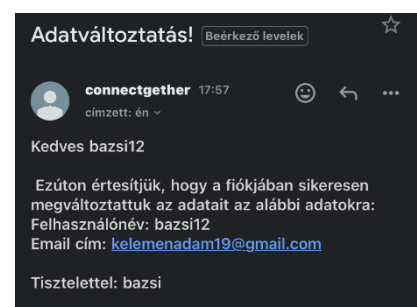 Adatváltoztatás! Beérkező levelek
connectgether 17:57
címzett: én
Kedves bazsi12
Ezúton értesítjük, hogy a fiókjában sikeresen
megváltoztattuk az adatait az alábbi adatokra:
Felhasználónév: bazsi12
Email cím: kelemenadam19@gmail.com
Tisztelettel: bazsi